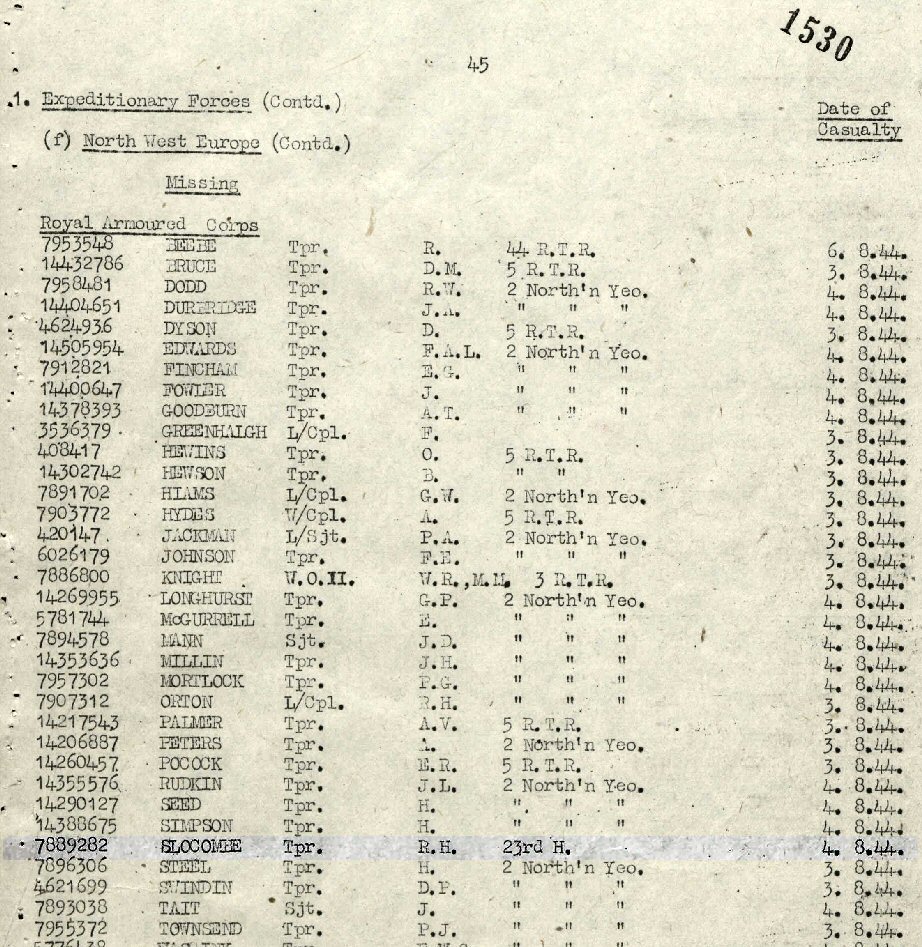 1530
45
1. Expeditionary Forces (Contd.)
Date of
Casualty
(f) North West Europe (Contd.)
Missing
Royal Armoured Corps
7953548 BEEBE Tpr. R. 44 R.T.R. 6. 8.44.
14432786 BRUCE Tpr. D.M. 5 R.T.R. 3. 8.44.
7958481 DODD Tpr. R.W. 2 North'n Yeo. 4. 8.44.
14404651 DURBRIDGE Tpr. J.A. " " " 4. 8.44.
4624936 DYSON Tpr. D. 5 R.T.R. 3. 8.44.
14505954 EDWARDS Tpr. F.A.L. 2 North'n Yeo. 4. 8.44.
7912821 FINCHAM Tpr. E.G. " " " 4. 8.44.
14400647 FOWLER Tpr. J. " " " 4. 8.44.
14378393 GOODBURN Tpr. A.T. " " " 4. 8.44.
3536379 GREENHALGH L/Cpl. F. 3. 8.44.
408417 HEWINS Tpr. O. 5 R.T.R. 3. 8.44.
14302742 HEWSON Tpr. B. " " 3. 8.44.
7891702 HIAMS L/Cpl. G.W. 2 North'n Yeo. 3. 8.44.
7903772 HYDES W/Cpl. A. 5 R.T.R. 3. 8.44.
420147 JACKMAN L/Sjt. P.A. 2 North'n Yeo. 3. 8.44.
6026179 JOHNSON Tpr. F.E. " " " 3. 8.44.
7886800 KNIGHT W.O.II. W.R.,M.M. 3 R.T.R. 3. 8.44.
14269955 LONGHURST Tpr. G.P. 2 North'n Yeo. 4. 8.44.
5781744 McGURRELL Tpr. E. " " " 4. 8.44.
7894578 MANN Sjt. J.D. " " " 4. 8.44.
14353636 MILLIN Tpr. J.H. " " " 4. 8.44.
7957302 MORTLOCK Tpr. P.G. " " " 4. 8.44.
7907312 ORTON L/Cpl. R.H. " " " 3. 8.44.
14217543 PALMER Tpr. A.V. 5 R.T.R. 3. 8.44.
14206887 PETERS Tpr. A. 2 North'n Yeo. 3. 8.44.
14260457 POCOCK Tpr. E.R. 5 R.T.R. 3. 8.44.
14355576 RUDKIN Tpr. J.L. 2 North'n Yeo. 4. 8.44.
14290127 SEED Tpr. H. " " " 4. 8.44.
14388675 SIMPSON Tpr. H. " " " 4. 8.44.
7889282 SLOCOMBE Tpr. R.H. 23rd H. 4. 8.44.
7896306 STEEL Tpr. H. 2 North'n Yeo. 3. 8.44.
4621699 SWINDIN Tpr. D.P. " " " 3. 8.44.
7893038 TAIT Sjt. J. " " " 4. 8.44.
7955372 TOWNSEND Tpr. P.J. " " " 3. 8.44.